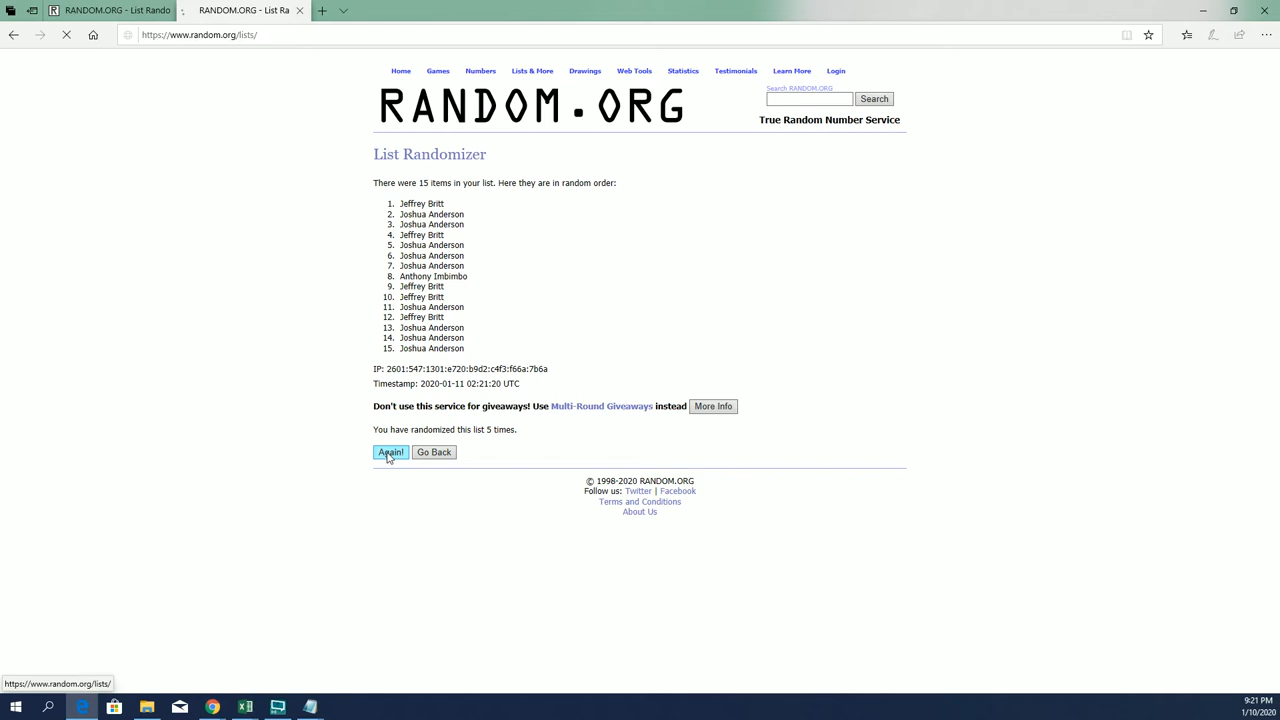 RANDOM.ORG - List Rando
RANDOM.ORG - List Ra
https://www.random.org/lists/
Home Games Numbers Lists & More Drawings Web Tools Statistics Testimonials Learn More Login
RANDOM.ORG
Search RANDOM.ORG
Search
True Random Number Service
List Randomizer
There were 15 items in your list. Here they are in random order:
1. Jeffrey Britt
2. Joshua Anderson
3. Joshua Anderson
4. Jeffrey Britt
5. Joshua Anderson
6. Joshua Anderson
7. Joshua Anderson
8. Anthony Imbimbo
9. Jeffrey Britt
10. Jeffrey Britt
11. Joshua Anderson
12. Jeffrey Britt
13. Joshua Anderson
14. Joshua Anderson
15. Joshua Anderson
IP: 2601:547:1301:e720:b9d2:c4f3:f66a:7b6a
Timestamp: 2020-01-11 02:21:20 UTC
Don't use this service for giveaways! Use Multi-Round Giveaways instead More Info
You have randomized this list 5 times.
Again! Go Back
© 1998-2020 RANDOM.ORG
Follow us: Twitter | Facebook
Terms and Conditions
About Us
https://www.random.org/lists/
9:21 PM
1/10/2020